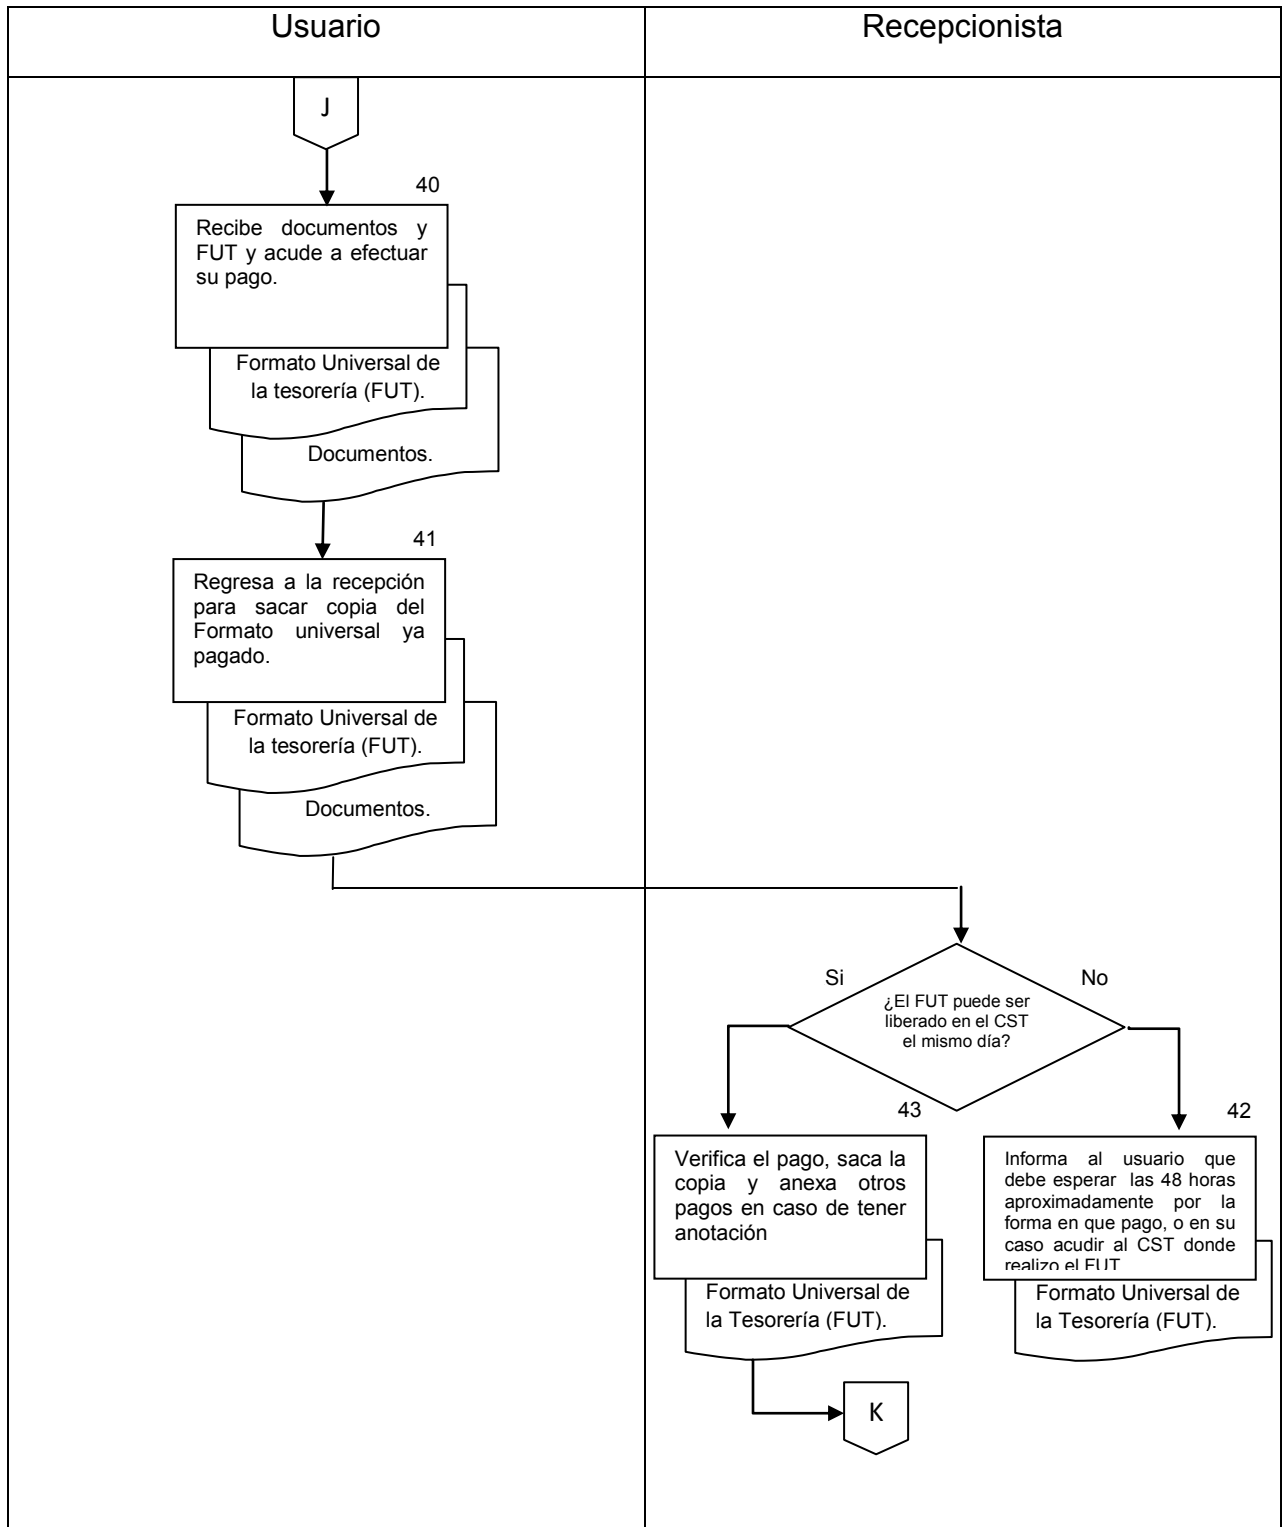 Usuario
Recepcionista
J
40
Recibe documentos y
FUT y acude a efectuar
su pago.
Formato Universal de
la tesorería (FUT).
Documentos.
41
Regresa a la recepción
para sacar copia del
Formato universal ya
pagado.
Formato Universal de
la tesorería (FUT).
Documentos.
Si
No
¿El FUT puede ser
liberado en el CST
el mismo día?
43
Verifica el pago, saca la
copia y anexa otros
pagos en caso de tener
anotación
Formato Universal de
la Tesorería (FUT).
42
Informa al usuario que
debe esperar las 48 horas
aproximadamente por la
forma en que pago, o en su
caso acudir al CST donde
realizo el FUT
Formato Universal de
la Tesorería (FUT).
K